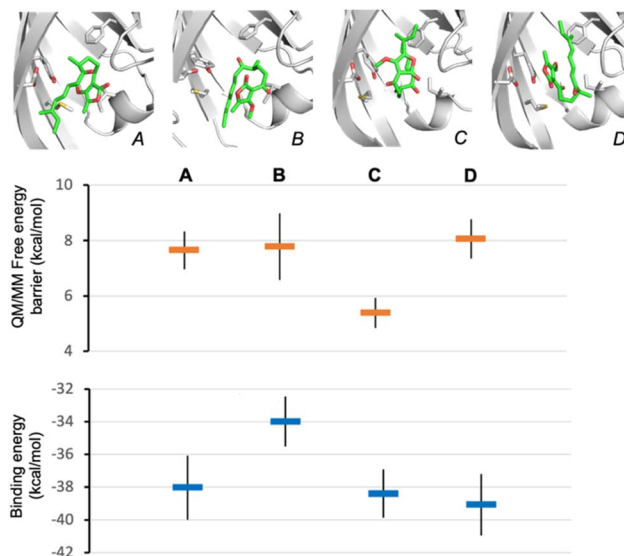 A
B
C
D
A B C D
QM/MM Free energy
barrier (kcal/mol)
10
8
6
4
Binding energy
(kcal/mol)
-32
-34
-36
-38
-40
-42